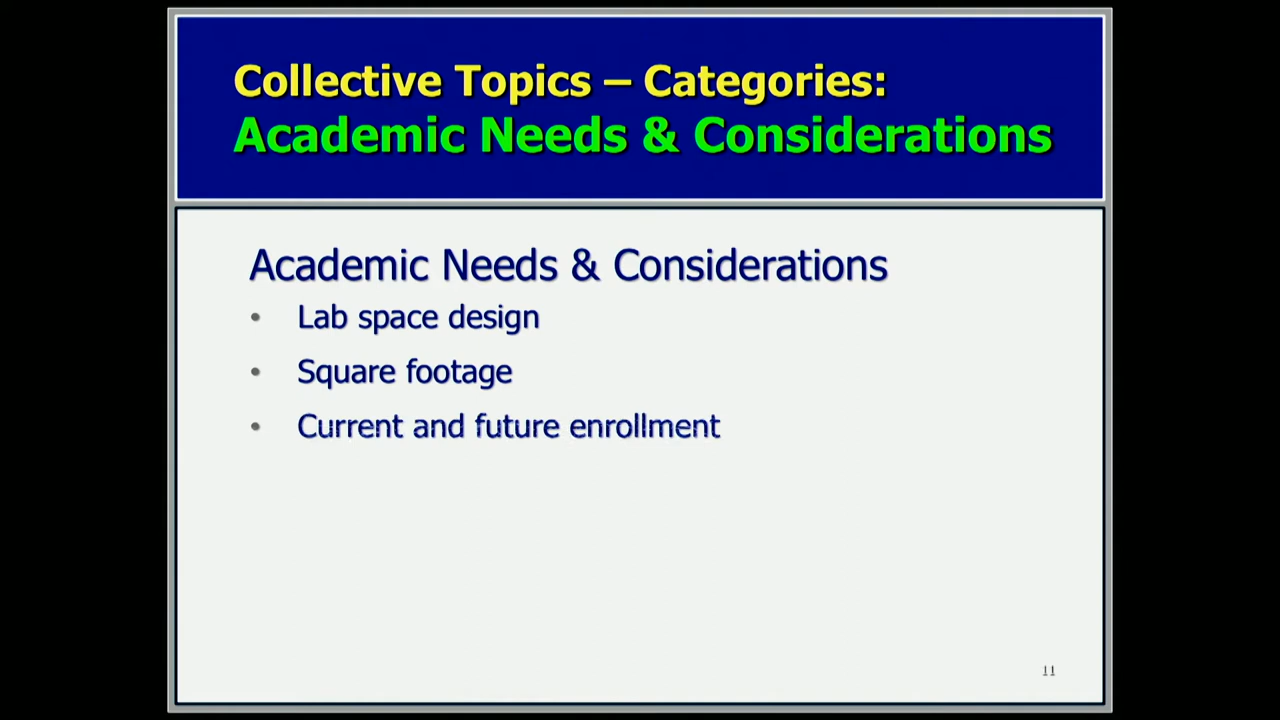 Collective Topics – Categories:
Academic Needs & Considerations
Academic Needs & Considerations
• Lab space design
• Square footage
• Current and future enrollment
11